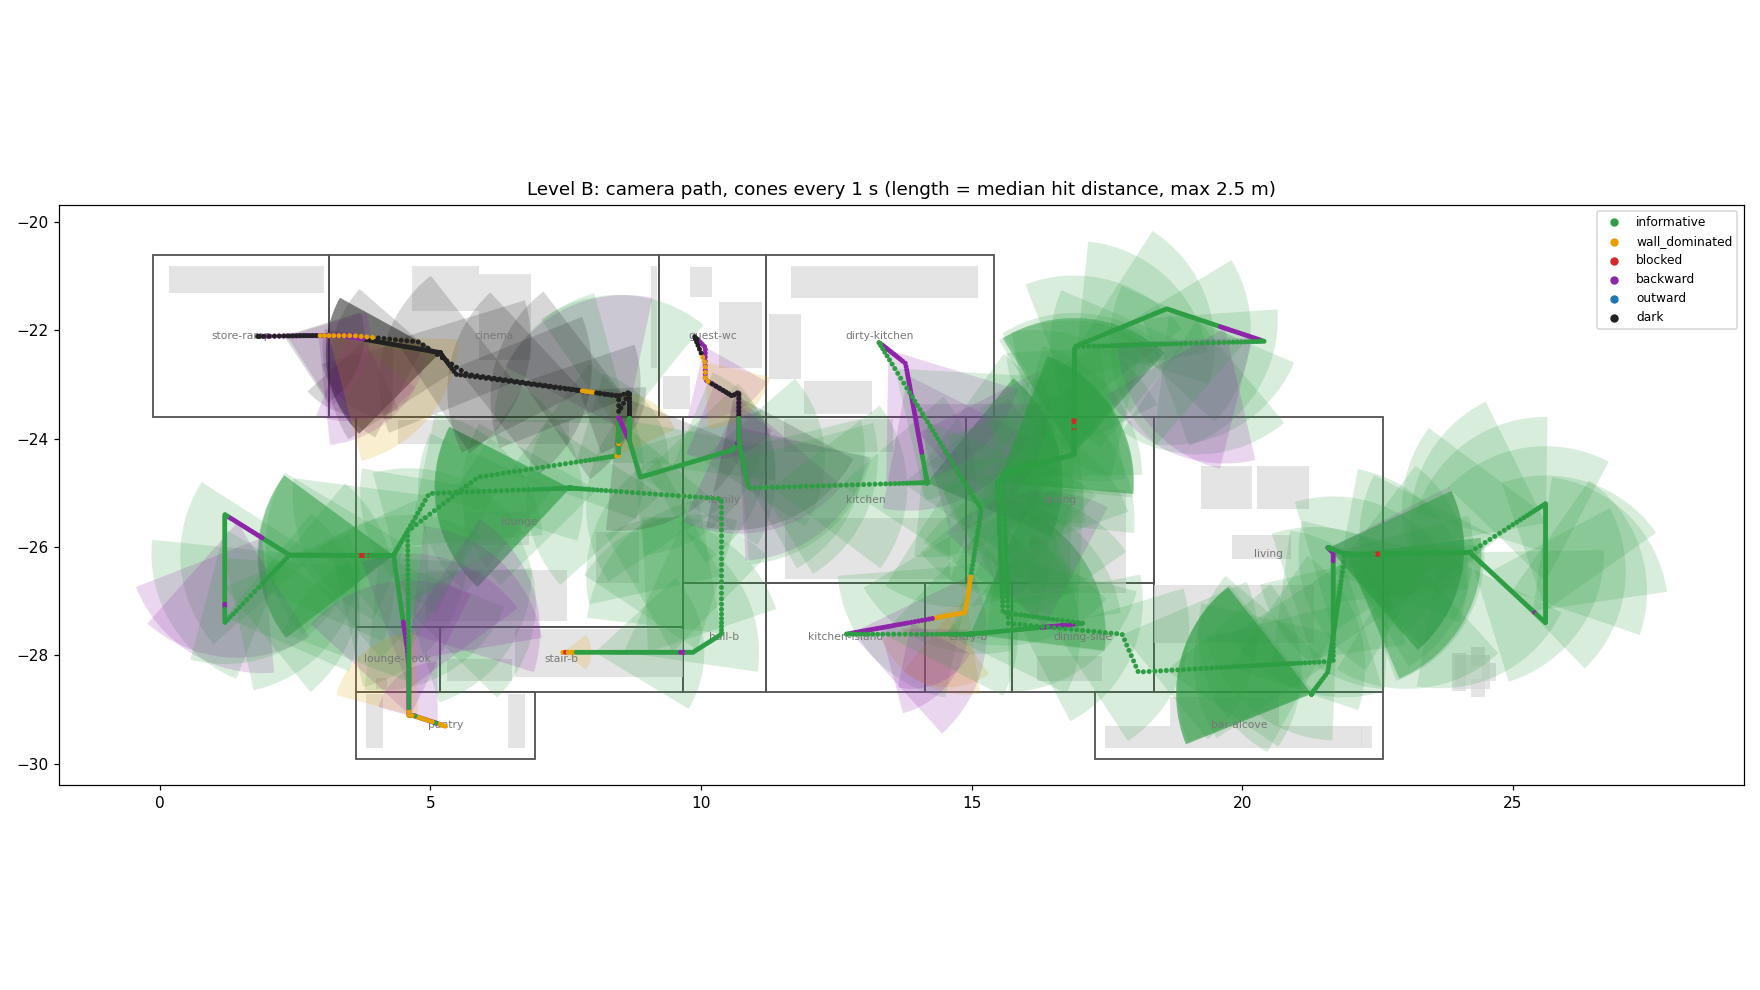 Level B: camera path, cones every 1 s (length = median hit distance, max 2.5 m)
informative
wall_dominated
blocked
backward
outward
dark
−20
−22
−24
−26
−28
−30
cinema
guest-wc
dirty-kitchen
kitchen
lounge
living
hall-b
kitchen-island
entry-b
dining-side
lounge-nook
stair-b
pantry
bar-alcove
0
5
10
15
20
25